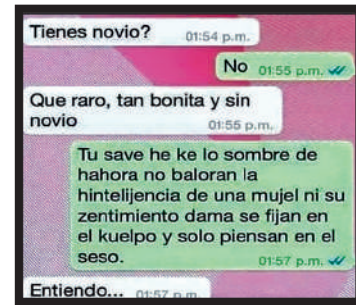 Tienes novio? 01:54 p.m.
No 01:55 p.m.
Que raro, tan bonita y sin
novio 01:55 p.m.
Tu save he ke lo sombre de
hahora no baloran la
hintelijencia de una mujel ni su
zentimiento dama se fijan en
el kuelpo y solo piensan en el
seso. 01:57 p.m.
Entiendo... 01:57 p.m.